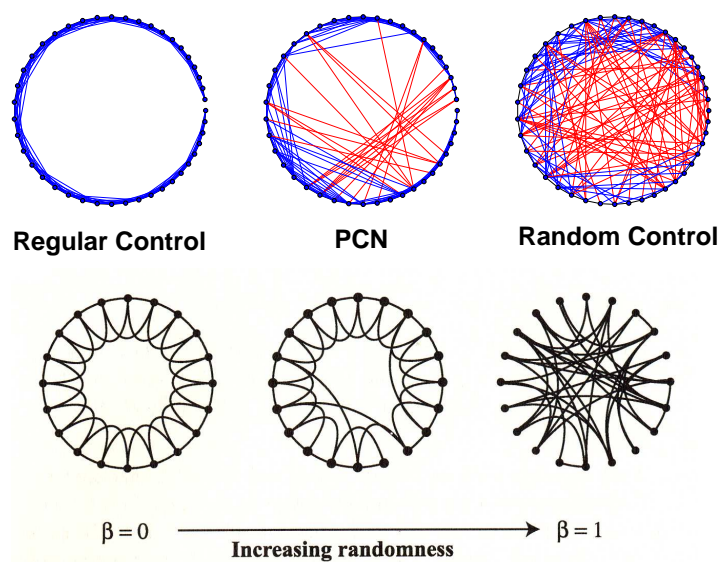 Regular Control
PCN
Random Control
β = 0
β = 1
Increasing randomness